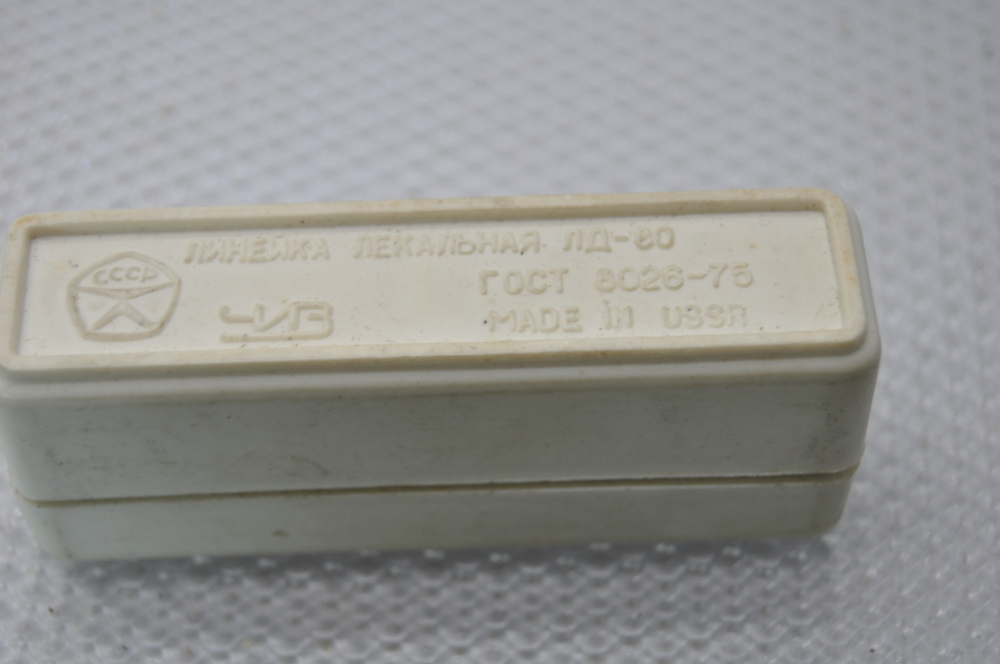 ЛИНЕЙКА ЛЕКАЛЬНАЯ ЛД-80
СССР
ГОСТ 8026-75
ЧИЗ
MADE IN USSR